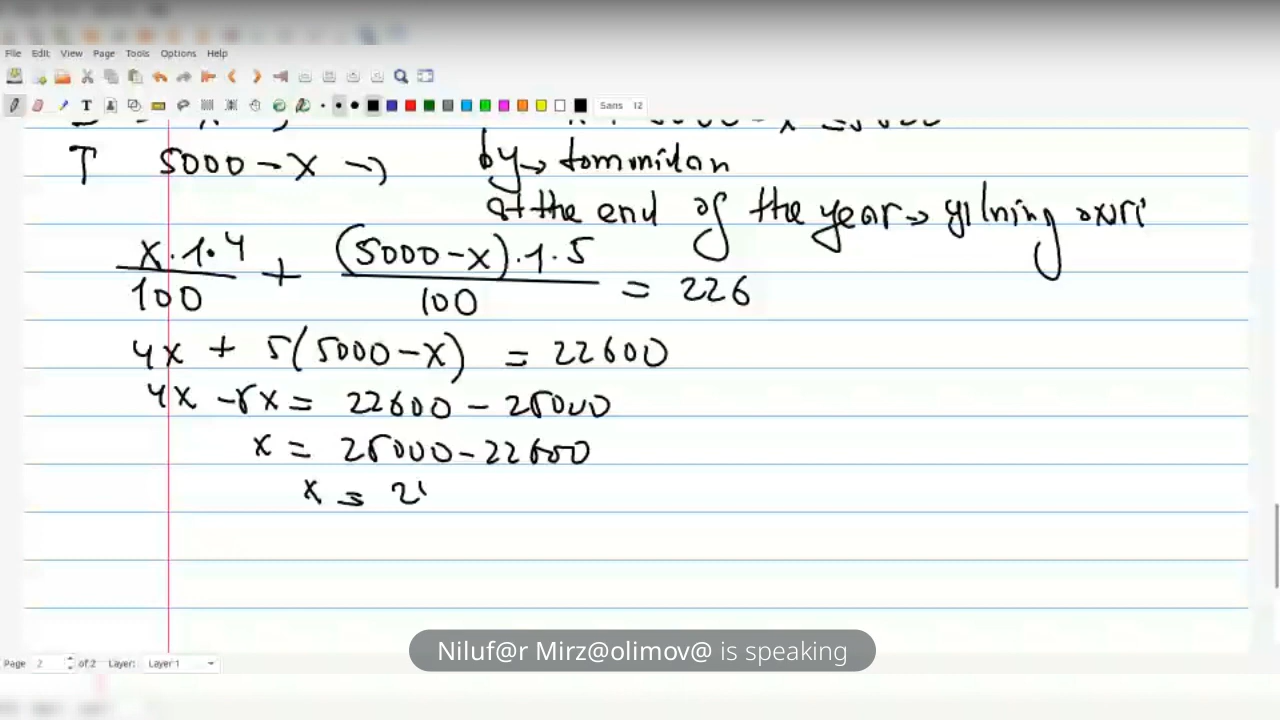 File Edit View Page Tools Options Help
T Sans 12
T 5000 - x → by → tomonidan
at the end of the year → yilning oxiri
x·1·4/100 + (5000-x)·1·5/100 = 226
4x + 5(5000-x) = 22600
4x - 5x = 22600 - 25000
x = 25000 - 22600
x = 2
Niluf@r Mirz@olimov@ is speaking
Page 2 of 2 Layer: Layer 1